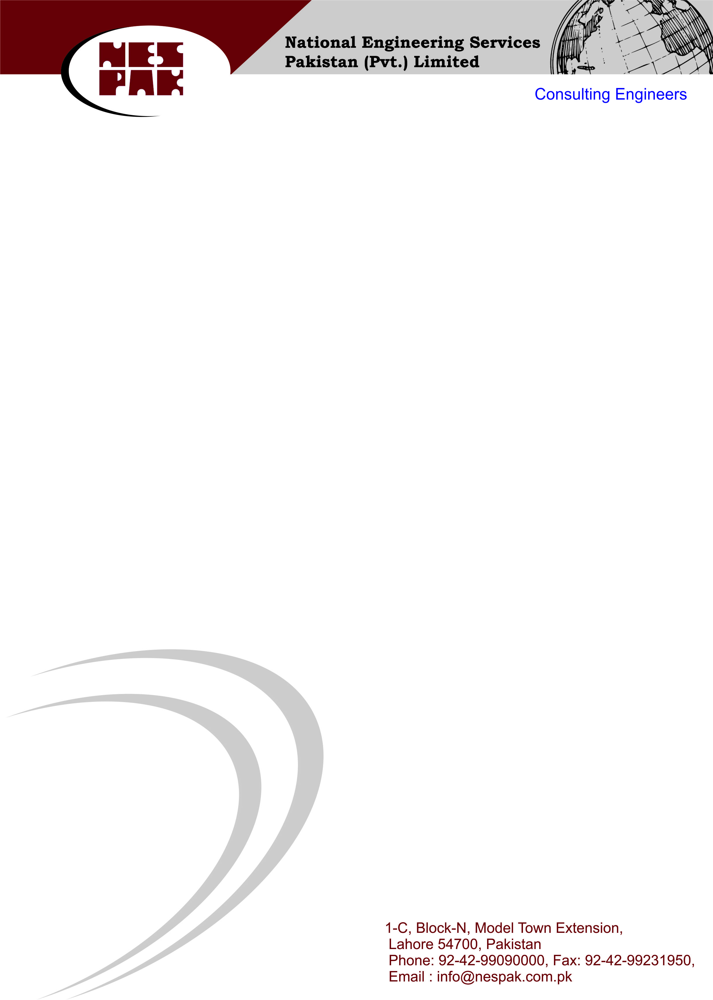 NES
PAK
National Engineering Services
Pakistan (Pvt.) Limited
Consulting Engineers
1-C, Block-N, Model Town Extension,
Lahore 54700, Pakistan
Phone: 92-42-99090000, Fax: 92-42-99231950,
Email : info@nespak.com.pk